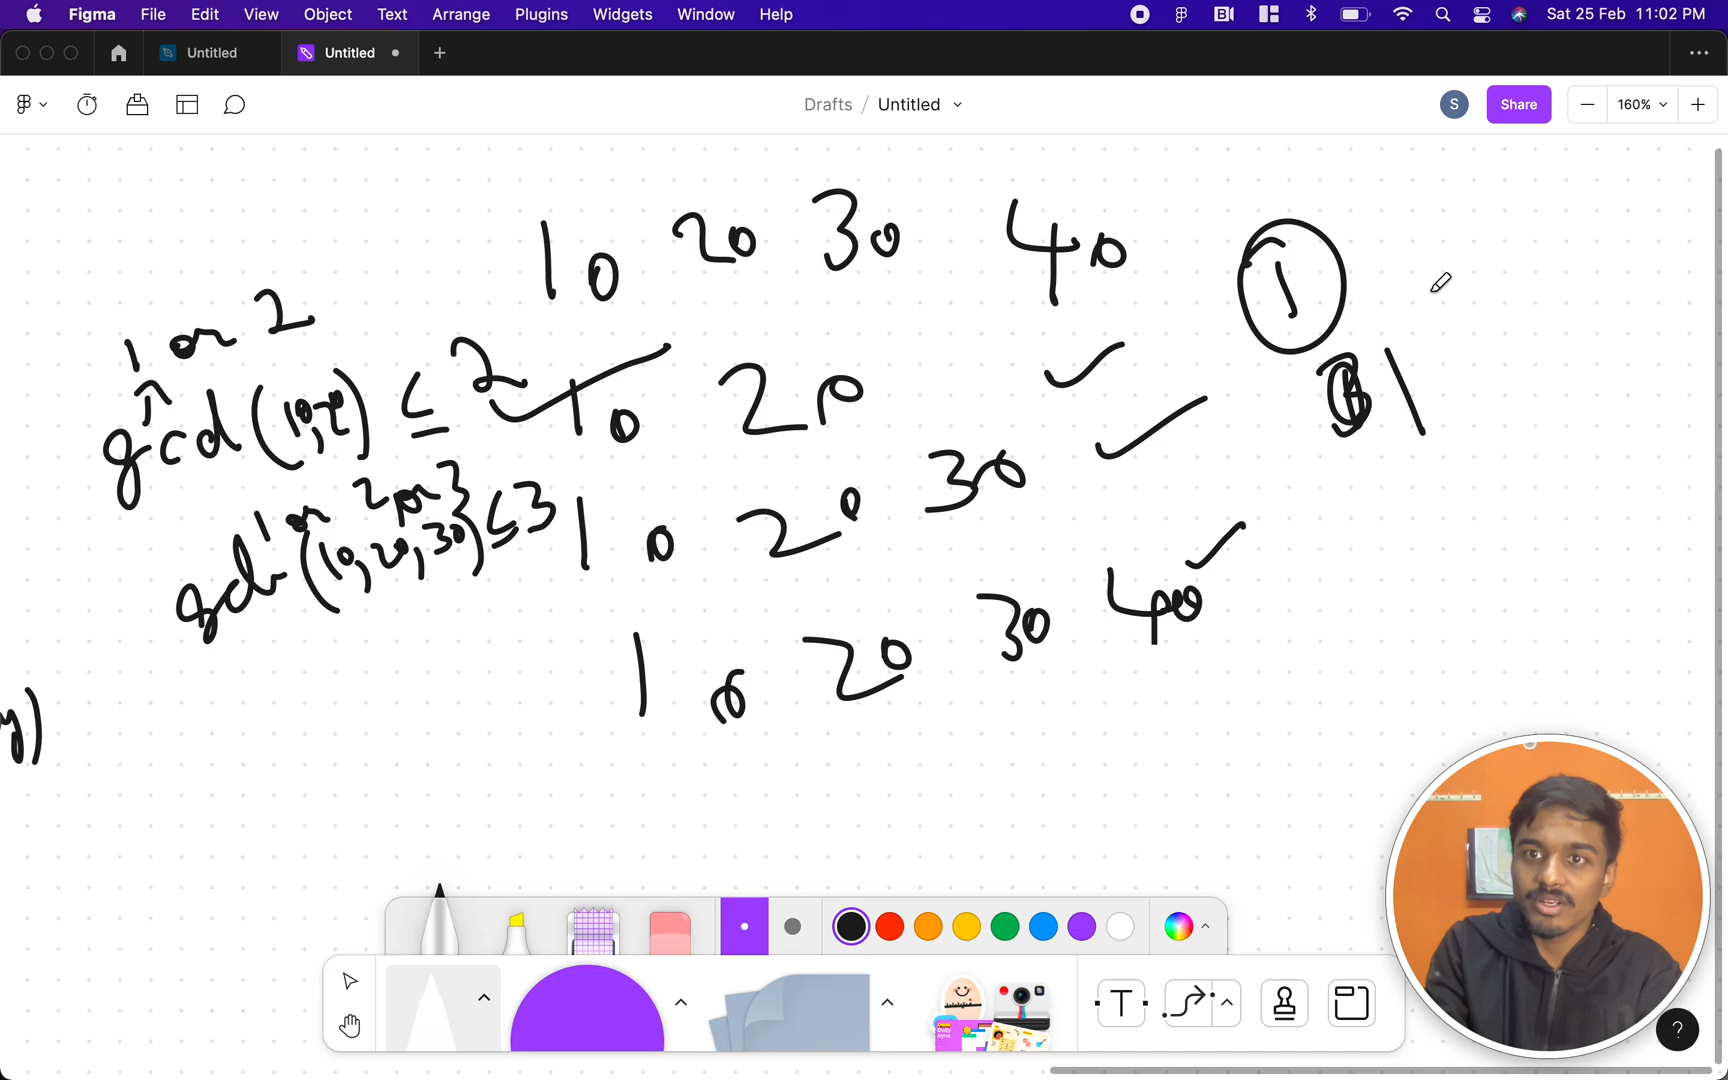 Figma File Edit View Object Text Arrange Plugins Widgets Window Help Sat 25 Feb 11:02 PM
Untitled Untitled
Drafts / Untitled S Share 160%
10 20 30 40 1
1 or 2
gcd(10,20) ≤ 2 10 20 1
1 or 2 or 3
gcd(10,20,30) ≤3 10 20 30
10 20 30 40
y)
T
?